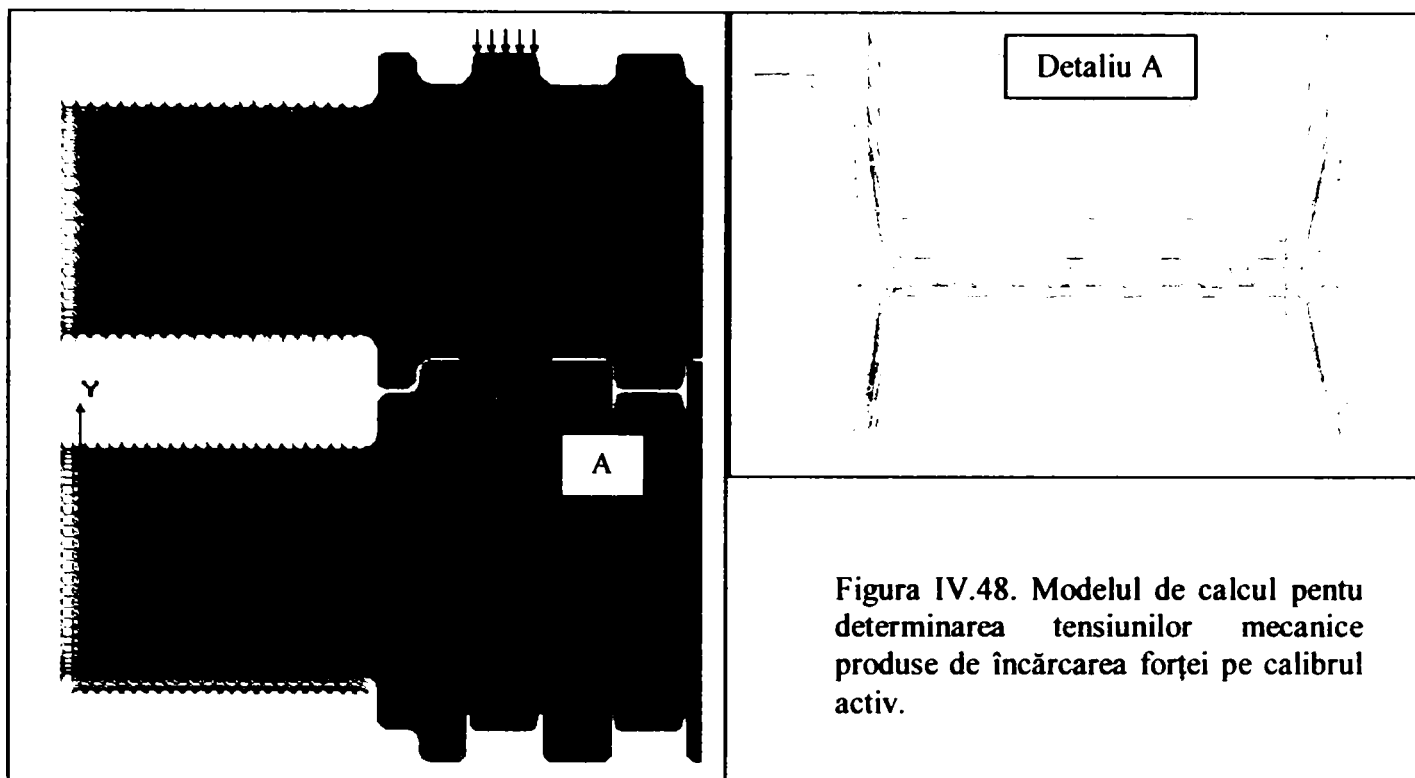 Detaliu A
Y
A
Figura IV.48. Modelul de calcul pentu
determinarea tensiunilor mecanice
produse de încărcarea forței pe calibrul
activ.